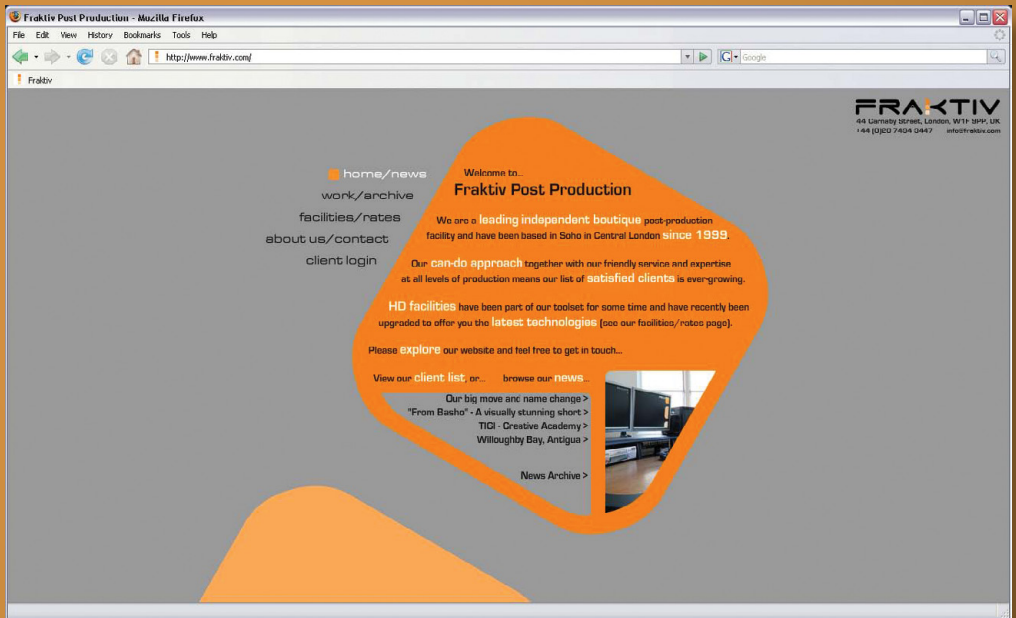 Fraktiv Post Production - Mozilla Firefox
File Edit View History Bookmarks Tools Help
http://www.fraktiv.com/
Google
Fraktiv
FRAKTIV
44 Carnaby Street, London, W1F 9PP, UK
+44 (0)20 7494 0447 info@fraktiv.com
home/news
work/archive
facilities/rates
about us/contact
client login
Welcome to...
Fraktiv Post Production
We are a leading independent boutique post-production
facility and have been based in Soho in Central London since 1999.
Our can-do approach together with our friendly service and expertise
at all levels of production means our list of satisfied clients is ever-growing.
HD facilities have been part of our toolset for some time and have recently been
upgraded to offer you the latest technologies (see our facilities/rates page).
Please explore our website and feel free to get in touch...
View our client list, or... browse our news...
Our big move and name change >
"From Basho" - A visually stunning short >
TIGI - Creative Academy >
Willoughby Bay, Antigua >
News Archive >